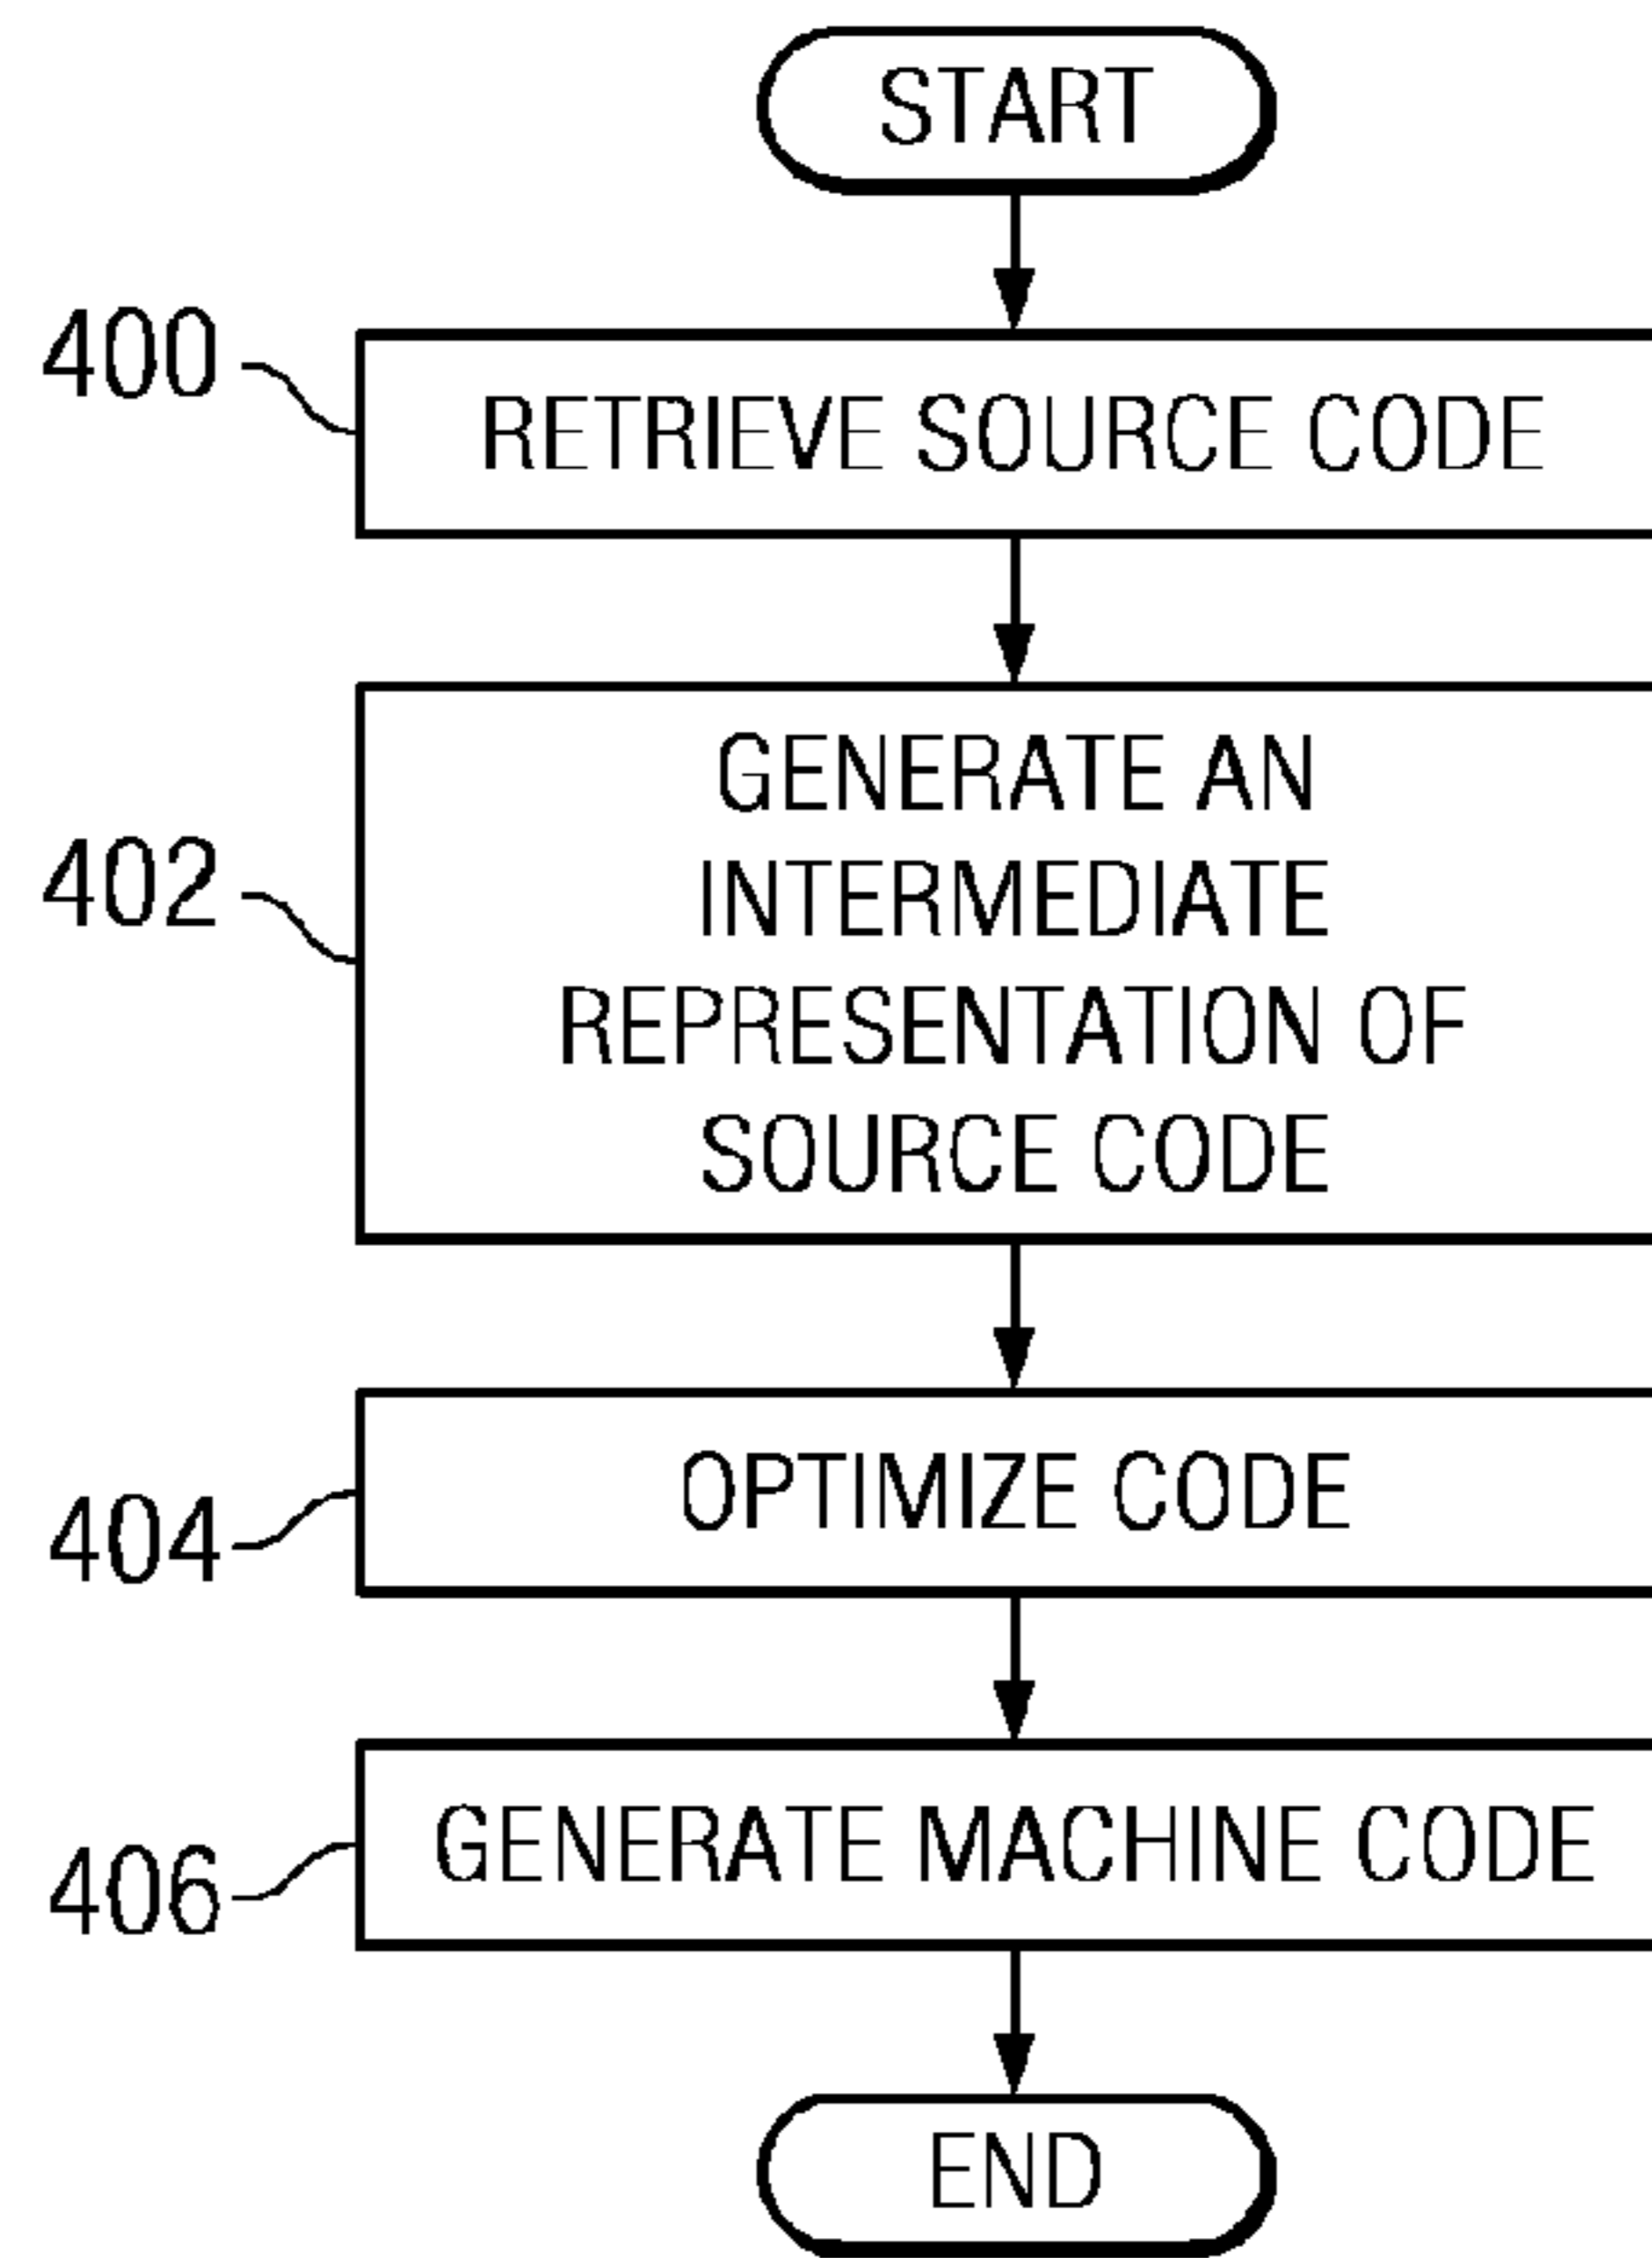 START
400
RETRIEVE SOURCE CODE
402
GENERATE AN
INTERMEDIATE
REPRESENTATION OF
SOURCE CODE
404
OPTIMIZE CODE
406
GENERATE MACHINE CODE
END